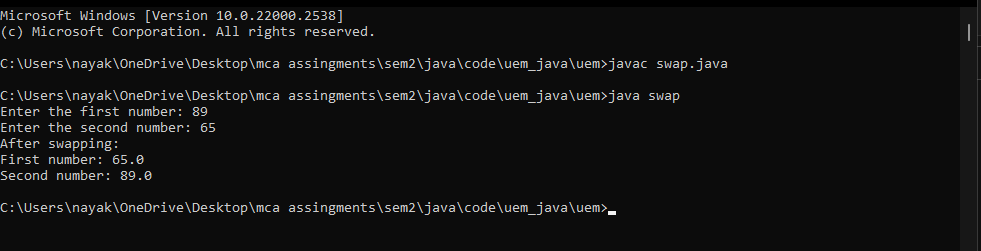 Microsoft Windows [Version 10.0.22000.2538]
(c) Microsoft Corporation. All rights reserved.
C:\Users\nayak\OneDrive\Desktop\mca assingments\sem2\java\code\uem_java\uem>javac swap.java
C:\Users\nayak\OneDrive\Desktop\mca assingments\sem2\java\code\uem_java\uem>java swap
Enter the first number: 89
Enter the second number: 65
After swapping:
First number: 65.0
Second number: 89.0
C:\Users\nayak\OneDrive\Desktop\mca assingments\sem2\java\code\uem_java\uem>